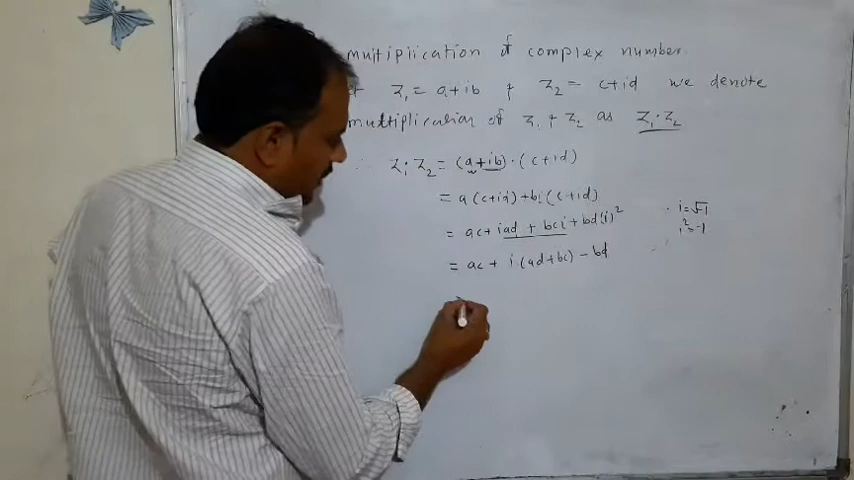 multiplication of complex number.
z₁ = a+ib & z₂ = c+id we denote
multiplication of z₁ & z₂ as z₁·z₂
∴ z₁·z₂ = (a+ib)·(c+id)
= a(c+id)+bi(c+id)
= ac+iad + bci+bd(i)²
i=√-1
i²=-1
= ac + i(ad+bc) - bd